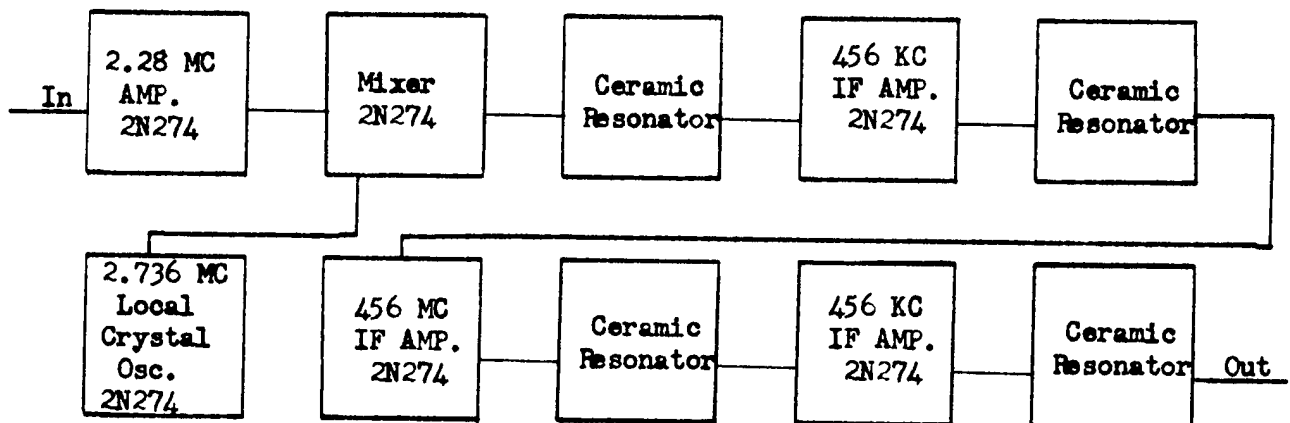 In
2.28 MC
AMP.
2N274
Mixer
2N274
Ceramic
Resonator
456 KC
IF AMP.
2N274
Ceramic
Resonator
2.736 MC
Local
Crystal
Osc.
2N274
456 MC
IF AMP.
2N274
Ceramic
Resonator
456 KC
IF AMP.
2N274
Ceramic
Resonator
Out